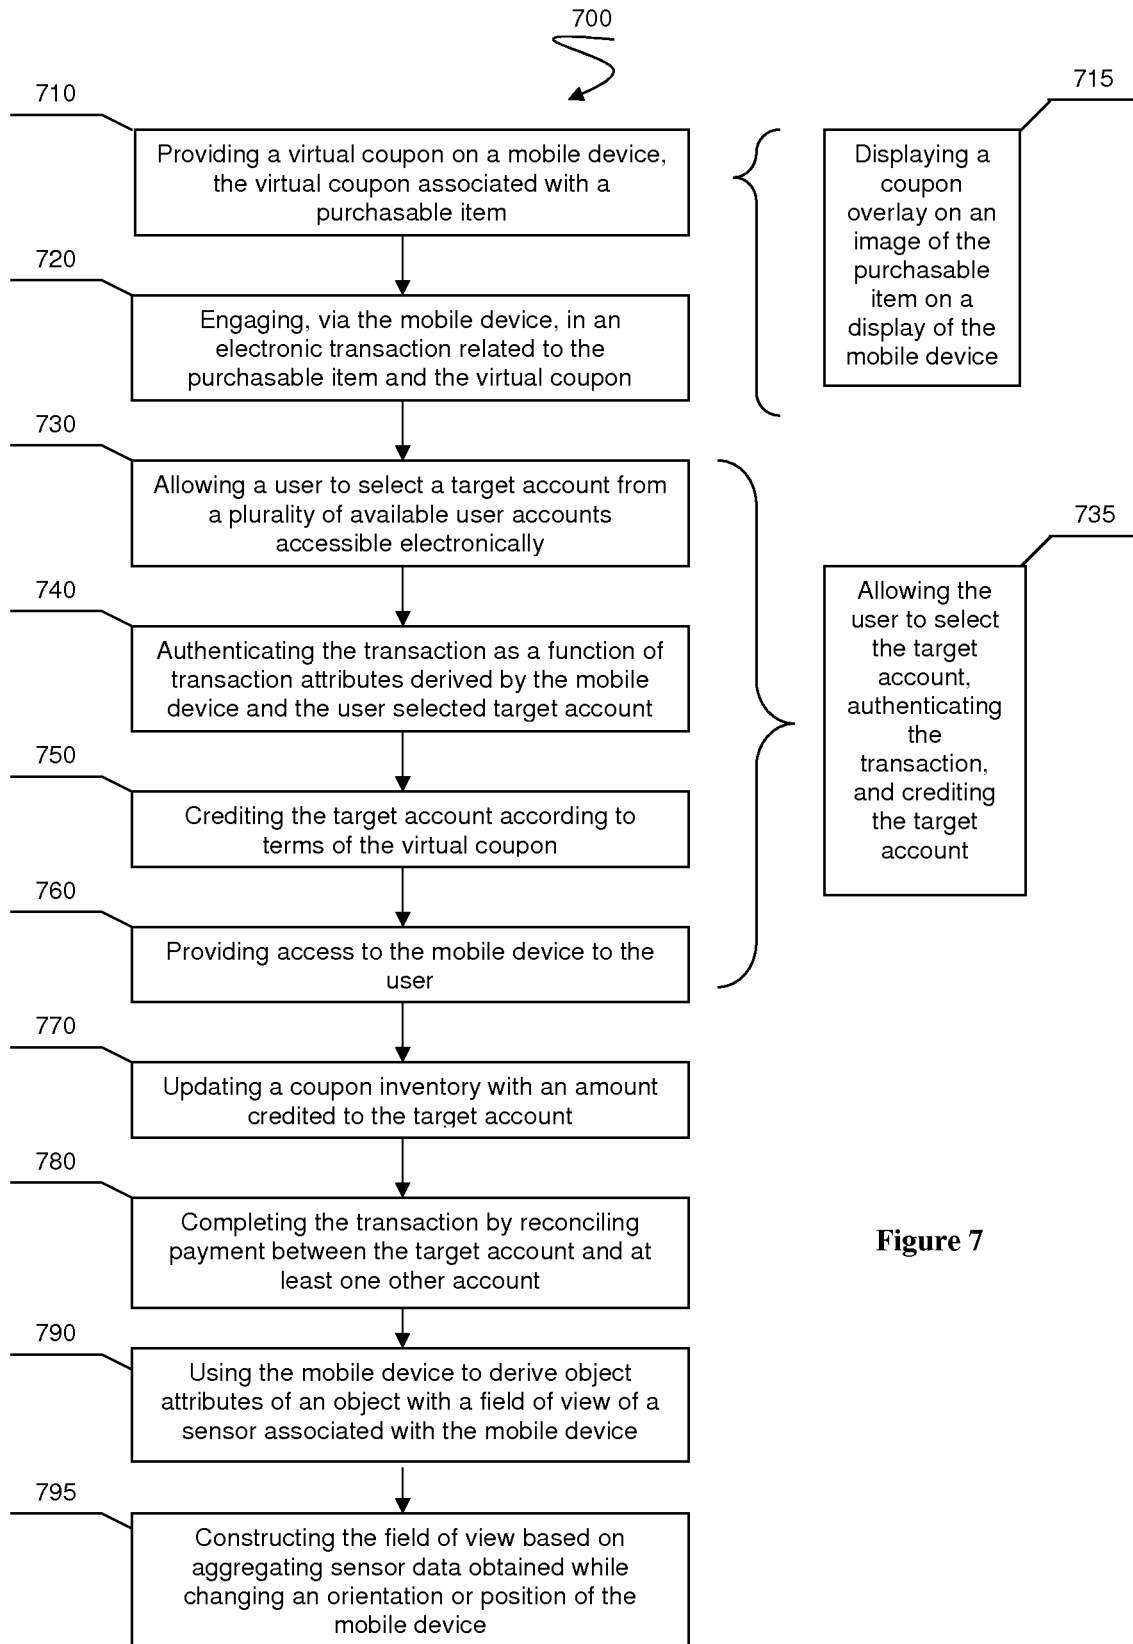 700
710
Providing a virtual coupon on a mobile device,
the virtual coupon associated with a
purchasable item
715
Displaying a
coupon
overlay on an
image of the
purchasable
item on a
display of the
mobile device
720
Engaging, via the mobile device, in an
electronic transaction related to the
purchasable item and the virtual coupon
730
Allowing a user to select a target account from
a plurality of available user accounts
accessible electronically
735
Allowing the
user to select
the target
account,
authenticating
the
transaction,
and crediting
the target
account
740
Authenticating the transaction as a function of
transaction attributes derived by the mobile
device and the user selected target account
750
Crediting the target account according to
terms of the virtual coupon
760
Providing access to the mobile device to the
user
770
Updating a coupon inventory with an amount
credited to the target account
780
Completing the transaction by reconciling
payment between the target account and at
least one other account
Figure 7
790
Using the mobile device to derive object
attributes of an object with a field of view of a
sensor associated with the mobile device
795
Constructing the field of view based on
aggregating sensor data obtained while
changing an orientation or position of the
mobile device